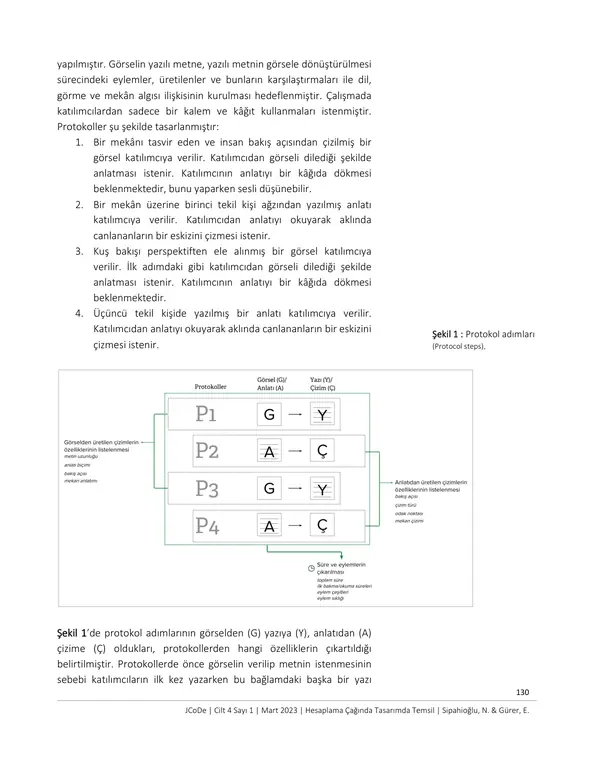 yapılmıştır. Görselin yazılı metne, yazılı metnin görsele dönüştürülmesi
sürecindeki eylemler, üretilenler ve bunların karşılaştırmaları ile dil,
görme ve mekân algısı ilişkisinin kurulması hedeflenmiştir. Çalışmada
katılımcılardan sadece bir kalem ve kâğıt kullanmaları istenmiştir.
Protokoller şu şekilde tasarlanmıştır:
1. Bir mekânı tasvir eden ve insan bakış açısından çizilmiş bir
görsel katılımcıya verilir. Katılımcıdan görseli dilediği şekilde
anlatması istenir. Katılımcının anlatıyı bir kâğıda dökmesi
beklenmektedir, bunu yaparken sesli düşünebilir.
2. Bir mekân üzerine birinci tekil kişi ağzından yazılmış anlatı
katılımcıya verilir. Katılımcıdan anlatıyı okuyarak aklında
canlananların bir eskizini çizmesi istenir.
3. Kuş bakışı perspektiften ele alınmış bir görsel katılımcıya
verilir. İlk adımdaki gibi katılımcıdan görseli dilediği şekilde
anlatması istenir. Katılımcının anlatıyı bir kâğıda dökmesi
beklenmektedir.
4. Üçüncü tekil kişide yazılmış bir anlatı katılımcıya verilir.
Katılımcıdan anlatıyı okuyarak aklında canlananların bir eskizini
çizmesi istenir.
Şekil 1 : Protokol adımları
(Protocol steps).
Protokoller
Görsel (G)/
Anlatı (A)
Yazı (Y)/
Çizim (Ç)
P1 G → Y
P2 A → Ç
P3 G → Y
P4 A → Ç
Görselden üretilen çizimlerin
özelliklerinin listelenmesi
metin uzunluğu
anlatı biçimi
bakış açısı
mekan anlatımı
Anlatıdan üretilen çizimlerin
özelliklerinin listelenmesi
bakış açısı
çizim türü
odak noktası
mekan çizimi
Süre ve eylemlerin
çıkarılması
toplam süre
ilk bakma/okuma süreleri
eylem çeşitleri
eylem sıklığı
Şekil 1’de protokol adımlarının görselden (G) yazıya (Y), anlatıdan (A)
çizime (Ç) oldukları, protokollerden hangi özelliklerin çıkartıldığı
belirtilmiştir. Protokollerde önce görselin verilip metnin istenmesinin
sebebi katılımcıların ilk kez yazarken bu bağlamdaki başka bir yazı
130
JCoDe | Cilt 4 Sayı 1 | Mart 2023 | Hesaplama Çağında Tasarımda Temsil | Sipahioğlu, N. & Gürer, E.